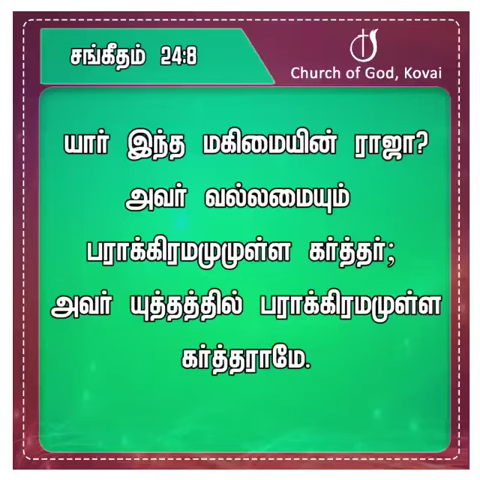 சங்கீதம் 24:8
Church of God, Kovai
யார் இந்த மகிமையின் ராஜா?
அவர் வல்லமையும்
பராக்கிரமமுமுள்ள கர்த்தர்;
அவர் யுத்தத்தில் பராக்கிரமமுள்ள
கர்த்தராமே.